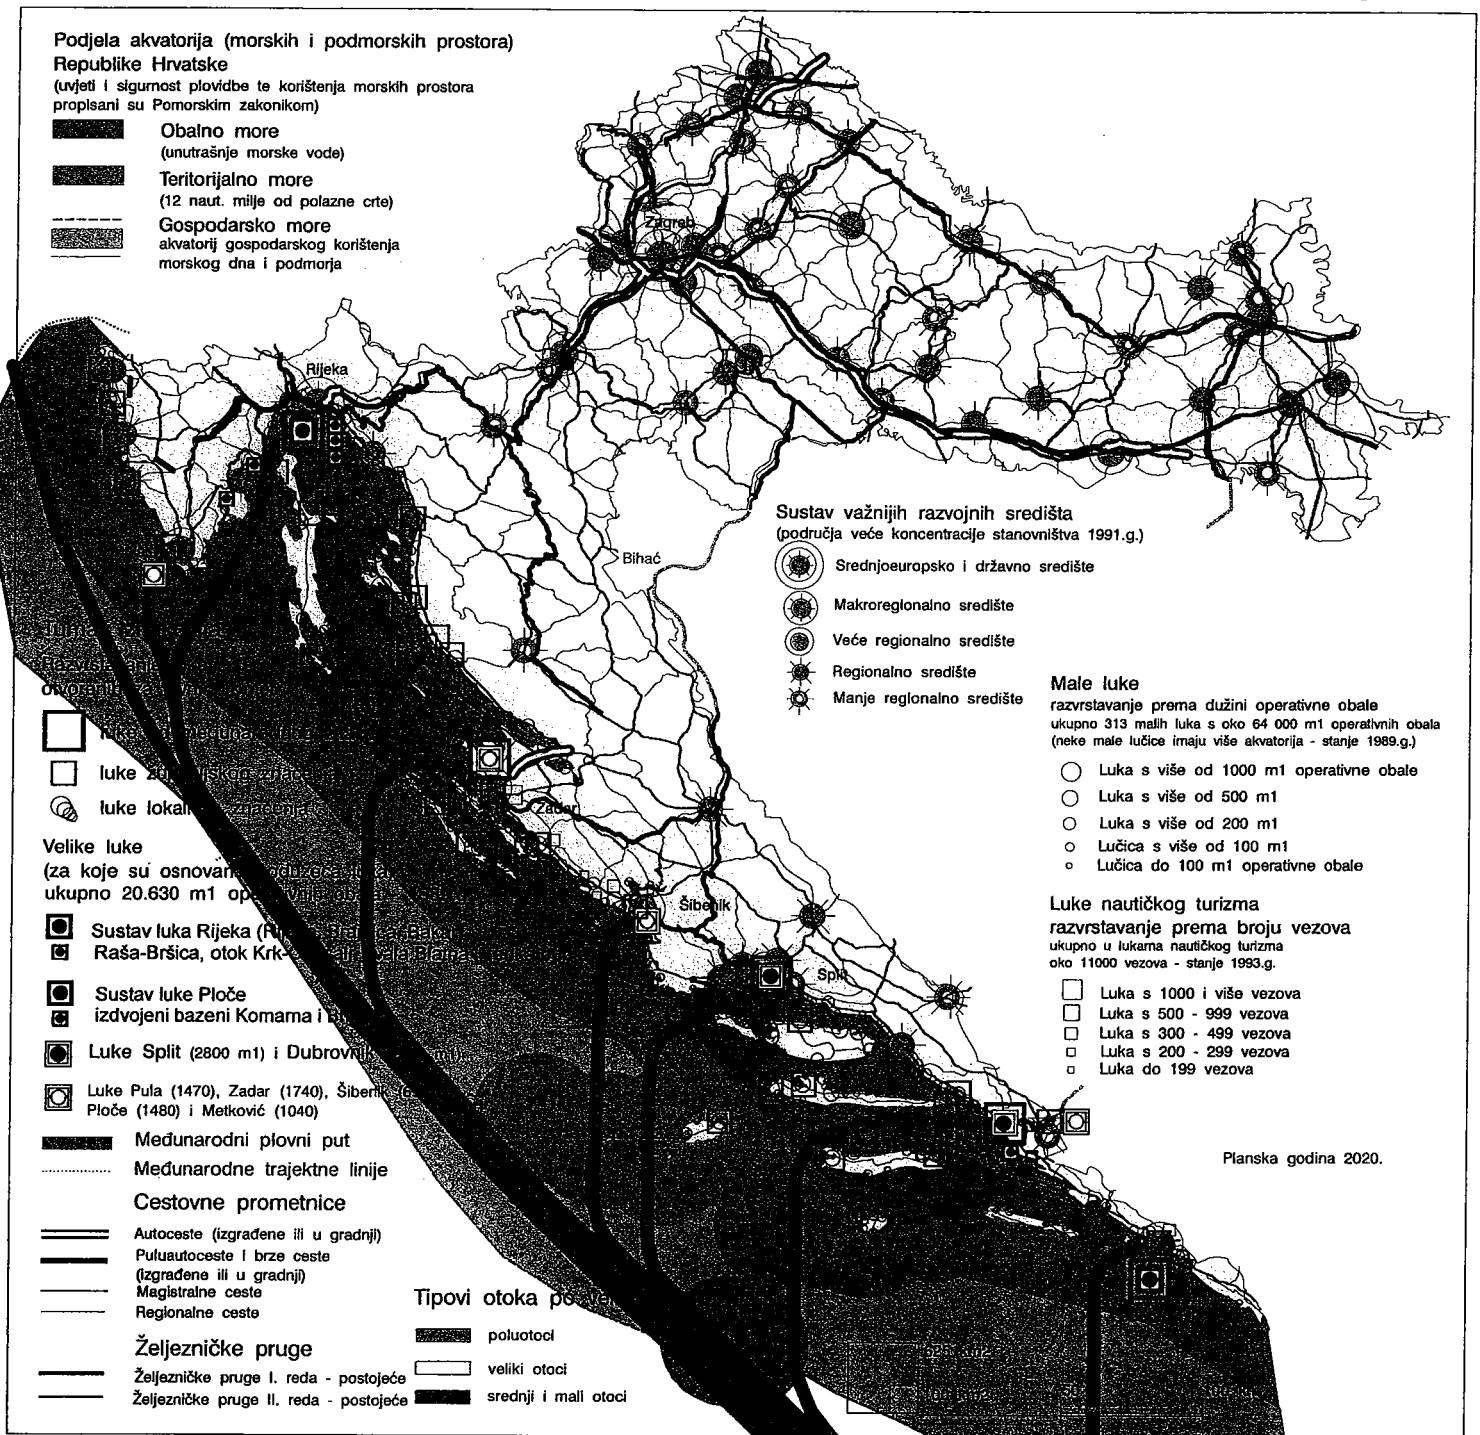 Podjela akvatorija (morskih i podmorskih prostora)
Republike Hrvatske
(uvjeti i sigurnost plovidbe te korištenja morskih prostora
propisani su Pomorskim zakonikom)
Obalno more
(unutrašnje morske vode)
Teritorijalno more
(12 naut. milje od polazne crte)
Gospodarsko more
akvatorij gospodarskog korištenja
morskog dna i podmorja
Zagreb
Rijeka
Bihać
Zadar
Šibenik
Split
Sustav važnijih razvojnih središta
(područja veće koncentracije stanovništva 1991.g.)
Srednjoeuropsko i državno središte
Makroregionalno središte
Veće regionalno središte
Regionalno središte
Manje regionalno središte
Male luke
razvrstavanje prema dužini operativne obale
ukupno 313 malih luka s oko 64 000 m1 operativnih obala
(neke male lučice imaju više akvatorija - stanje 1989.g.)
Luka s više od 1000 m1 operativne obale
Luka s više od 500 m1
Luka s više od 200 m1
Lučica s više od 100 m1
Lučica do 100 m1 operativne obale
Luke nautičkog turizma
razvrstavanje prema broju vezova
ukupno u lukama nautičkog turizma
oko 11000 vezova - stanje 1993.g.
Luka s 1000 i više vezova
Luka s 500 - 999 vezova
Luka s 300 - 499 vezova
Luka s 200 - 299 vezova
Luka do 199 vezova
Planska godina 2020.
luke
luke
luke
Velike luke
(za koje su
ukupno 20.630 m1
Sustav luka Rijeka
Raša-Bršica, otok
Sustav luke Ploče
izdvojeni bazeni Komarna i
Luke Split (2800 m1) i Dubrovnik
Luke Pula (1470), Zadar (1740), Šibenik
Ploče (1480) i Metković (1040)
Međunarodni plovni put
Međunarodne trajektne linije
Cestovne prometnice
Autoceste (izgrađene ili u gradnji)
Poluautoceste i brze ceste
(izgrađene ili u gradnji)
Magistralne ceste
Regionalne ceste
Željezničke pruge
Željezničke pruge I. reda - postojeće
Željezničke pruge II. reda - postojeće
Tipovi otoka
poluotoci
veliki otoci
srednji i mali otoci